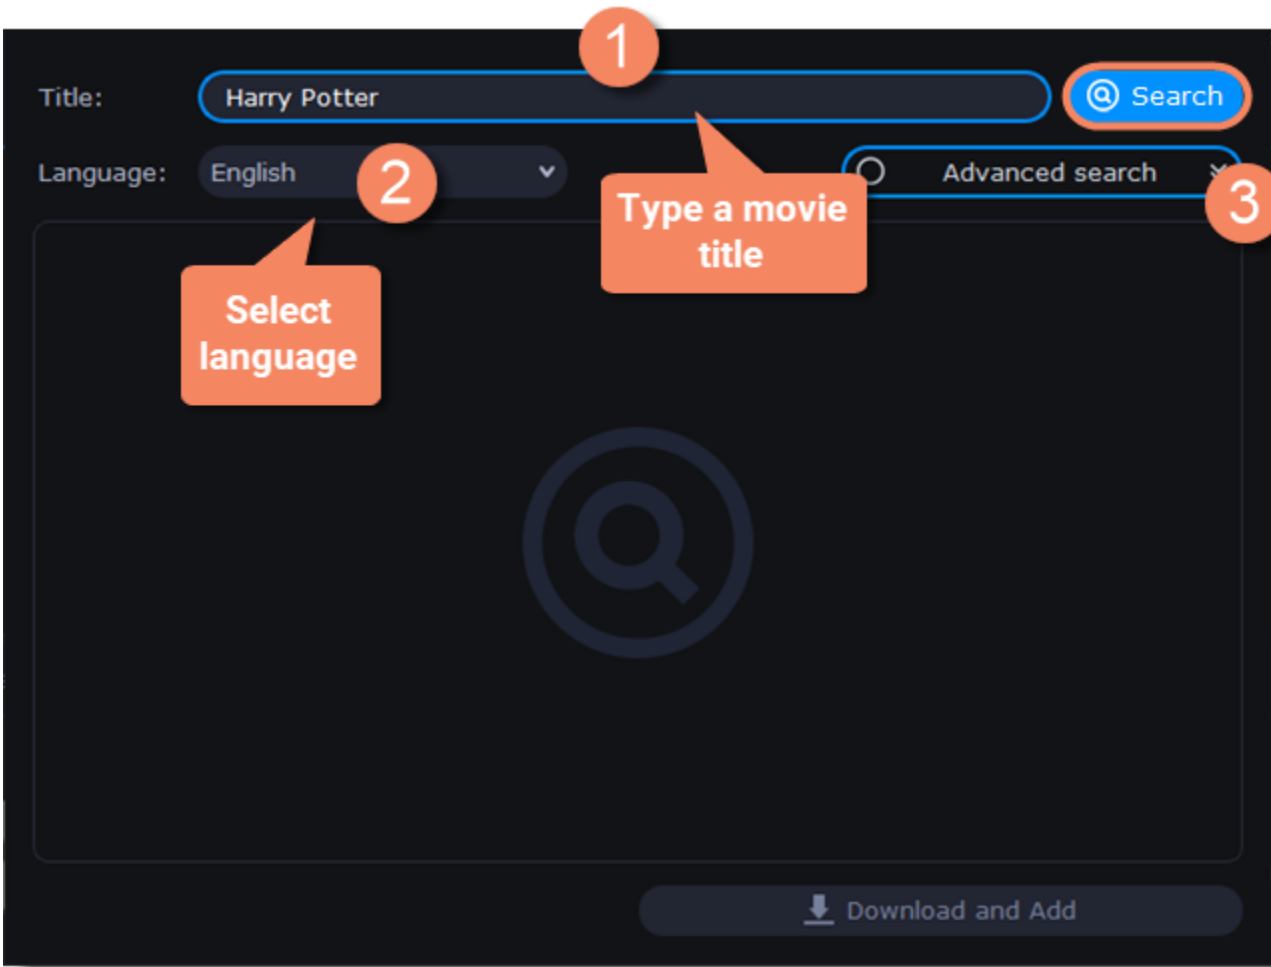 1
Title: Harry Potter Search
Language: English 2 Advanced search 3
Type a movie
title
Select
language
Download and Add